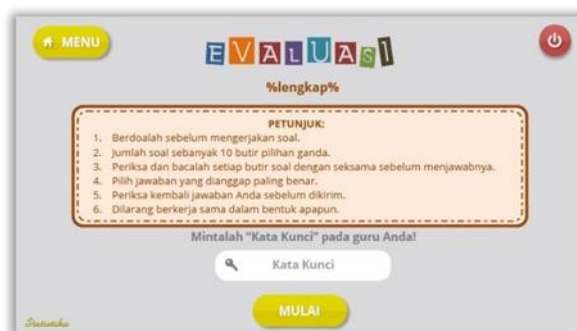 MENU
EVALUASI
%lengkap%
PETUNJUK:
1. Berdoalah sebelum mengerjakan soal.
2. Jumlah soal sebanyak 10 butir pilihan ganda.
3. Periksa dan bacalah setiap butir soal dengan seksama sebelum menjawabnya.
4. Pilih jawaban yang dianggap paling benar.
5. Periksa kembali jawaban Anda sebelum dikirim.
6. Dilarang berkerja sama dalam bentuk apapun.
Mintalah "Kata Kunci" pada guru Anda!
Kata Kunci
MULAI
Statistika